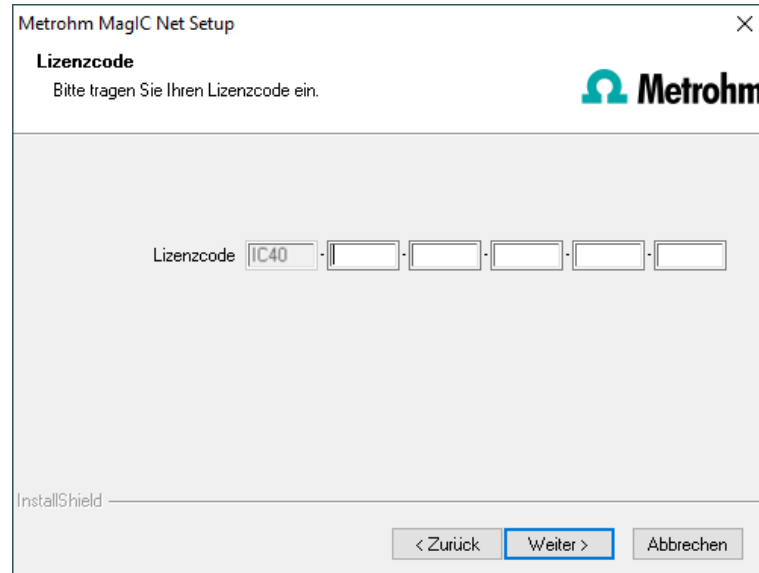 Metrohm MagIC Net Setup
Lizenzcode
Bitte tragen Sie Ihren Lizenzcode ein.
Metrohm
Lizenzcode IC40 - - - - -
InstallShield
< Zurück Weiter > Abbrechen